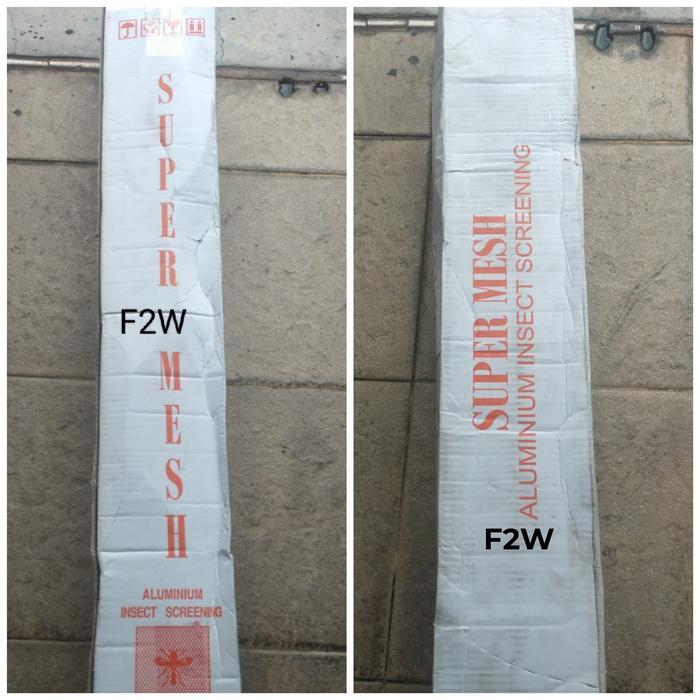 SUPER MESH
F2W
ALUMINIUM
INSECT SCREENING
SUPER MESH
ALUMINIUM INSECT SCREENING
F2W